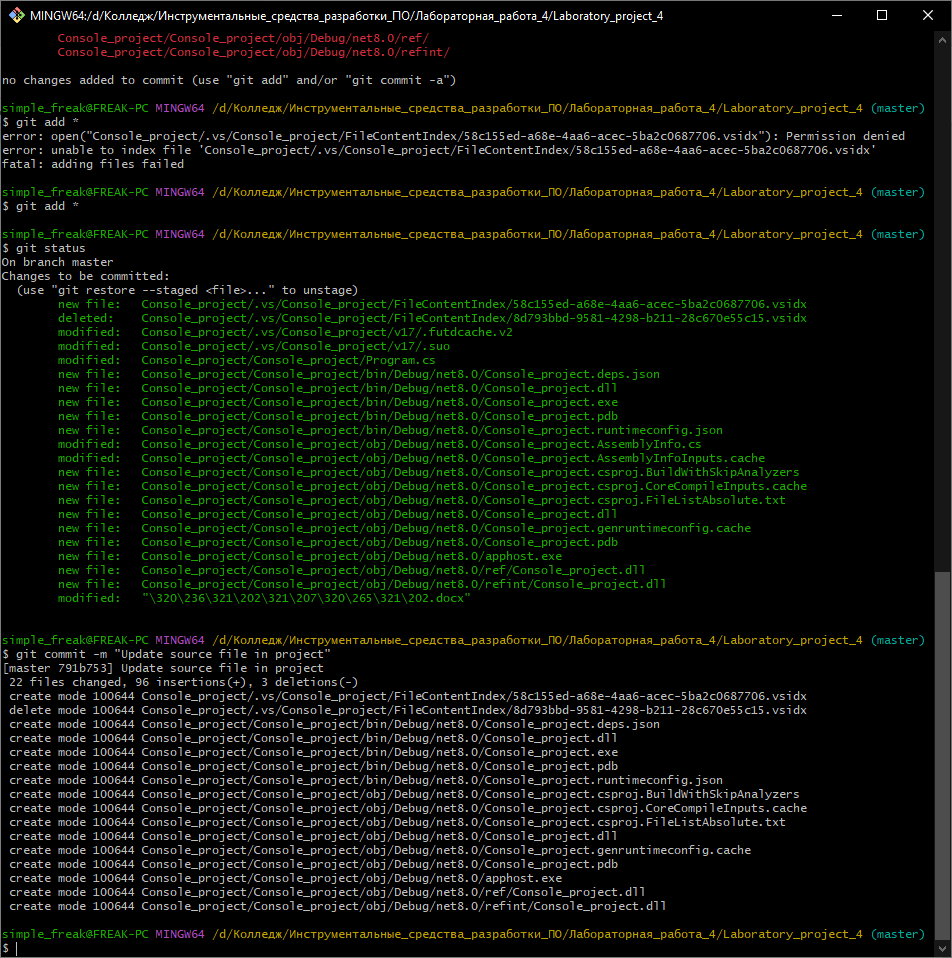 MINGW64:/d/Колледж/Инструментальные_средства_разработки_ПО/Лабораторная_работа_4/Laboratory_project_4
Console_project/Console_project/obj/Debug/net8.0/ref/
Console_project/Console_project/obj/Debug/net8.0/refint/
no changes added to commit (use "git add" and/or "git commit -a")
simple_freak@FREAK-PC MINGW64 /d/Колледж/Инструментальные_средства_разработки_ПО/Лабораторная_работа_4/Laboratory_project_4 (master)
$ git add *
error: open("Console_project/.vs/Console_project/FileContentIndex/58c155ed-a68e-4aa6-acec-5ba2c0687706.vsidx"): Permission denied
error: unable to index file 'Console_project/.vs/Console_project/FileContentIndex/58c155ed-a68e-4aa6-acec-5ba2c0687706.vsidx'
fatal: adding files failed
simple_freak@FREAK-PC MINGW64 /d/Колледж/Инструментальные_средства_разработки_ПО/Лабораторная_работа_4/Laboratory_project_4 (master)
$ git add *
simple_freak@FREAK-PC MINGW64 /d/Колледж/Инструментальные_средства_разработки_ПО/Лабораторная_работа_4/Laboratory_project_4 (master)
$ git status
On branch master
Changes to be committed:
(use "git restore --staged <file>..." to unstage)
new file: Console_project/.vs/Console_project/FileContentIndex/58c155ed-a68e-4aa6-acec-5ba2c0687706.vsidx
deleted: Console_project/.vs/Console_project/FileContentIndex/8d793bbd-9581-4298-b211-28c670e55c15.vsidx
modified: Console_project/.vs/Console_project/v17/.futdcache.v2
modified: Console_project/.vs/Console_project/v17/.suo
modified: Console_project/Console_project/Program.cs
new file: Console_project/Console_project/bin/Debug/net8.0/Console_project.deps.json
new file: Console_project/Console_project/bin/Debug/net8.0/Console_project.dll
new file: Console_project/Console_project/bin/Debug/net8.0/Console_project.exe
new file: Console_project/Console_project/bin/Debug/net8.0/Console_project.pdb
new file: Console_project/Console_project/bin/Debug/net8.0/Console_project.runtimeconfig.json
modified: Console_project/Console_project/obj/Debug/net8.0/Console_project.AssemblyInfo.cs
modified: Console_project/Console_project/obj/Debug/net8.0/Console_project.AssemblyInfoInputs.cache
new file: Console_project/Console_project/obj/Debug/net8.0/Console_project.csproj.BuildWithSkipAnalyzers
new file: Console_project/Console_project/obj/Debug/net8.0/Console_project.csproj.CoreCompileInputs.cache
new file: Console_project/Console_project/obj/Debug/net8.0/Console_project.csproj.FileListAbsolute.txt
new file: Console_project/Console_project/obj/Debug/net8.0/Console_project.dll
new file: Console_project/Console_project/obj/Debug/net8.0/Console_project.genruntimeconfig.cache
new file: Console_project/Console_project/obj/Debug/net8.0/Console_project.pdb
new file: Console_project/Console_project/obj/Debug/net8.0/apphost.exe
new file: Console_project/Console_project/obj/Debug/net8.0/ref/Console_project.dll
new file: Console_project/Console_project/obj/Debug/net8.0/refint/Console_project.dll
modified: "\320\236\321\202\321\207\320\265\321\202.docx"
simple_freak@FREAK-PC MINGW64 /d/Колледж/Инструментальные_средства_разработки_ПО/Лабораторная_работа_4/Laboratory_project_4 (master)
$ git commit -m "Update source file in project"
[master 791b753] Update source file in project
22 files changed, 96 insertions(+), 3 deletions(-)
create mode 100644 Console_project/.vs/Console_project/FileContentIndex/58c155ed-a68e-4aa6-acec-5ba2c0687706.vsidx
delete mode 100644 Console_project/.vs/Console_project/FileContentIndex/8d793bbd-9581-4298-b211-28c670e55c15.vsidx
create mode 100644 Console_project/Console_project/bin/Debug/net8.0/Console_project.deps.json
create mode 100644 Console_project/Console_project/bin/Debug/net8.0/Console_project.dll
create mode 100644 Console_project/Console_project/bin/Debug/net8.0/Console_project.exe
create mode 100644 Console_project/Console_project/bin/Debug/net8.0/Console_project.pdb
create mode 100644 Console_project/Console_project/bin/Debug/net8.0/Console_project.runtimeconfig.json
create mode 100644 Console_project/Console_project/obj/Debug/net8.0/Console_project.csproj.BuildWithSkipAnalyzers
create mode 100644 Console_project/Console_project/obj/Debug/net8.0/Console_project.csproj.CoreCompileInputs.cache
create mode 100644 Console_project/Console_project/obj/Debug/net8.0/Console_project.csproj.FileListAbsolute.txt
create mode 100644 Console_project/Console_project/obj/Debug/net8.0/Console_project.dll
create mode 100644 Console_project/Console_project/obj/Debug/net8.0/Console_project.genruntimeconfig.cache
create mode 100644 Console_project/Console_project/obj/Debug/net8.0/Console_project.pdb
create mode 100644 Console_project/Console_project/obj/Debug/net8.0/apphost.exe
create mode 100644 Console_project/Console_project/obj/Debug/net8.0/ref/Console_project.dll
create mode 100644 Console_project/Console_project/obj/Debug/net8.0/refint/Console_project.dll
simple_freak@FREAK-PC MINGW64 /d/Колледж/Инструментальные_средства_разработки_ПО/Лабораторная_работа_4/Laboratory_project_4 (master)
$